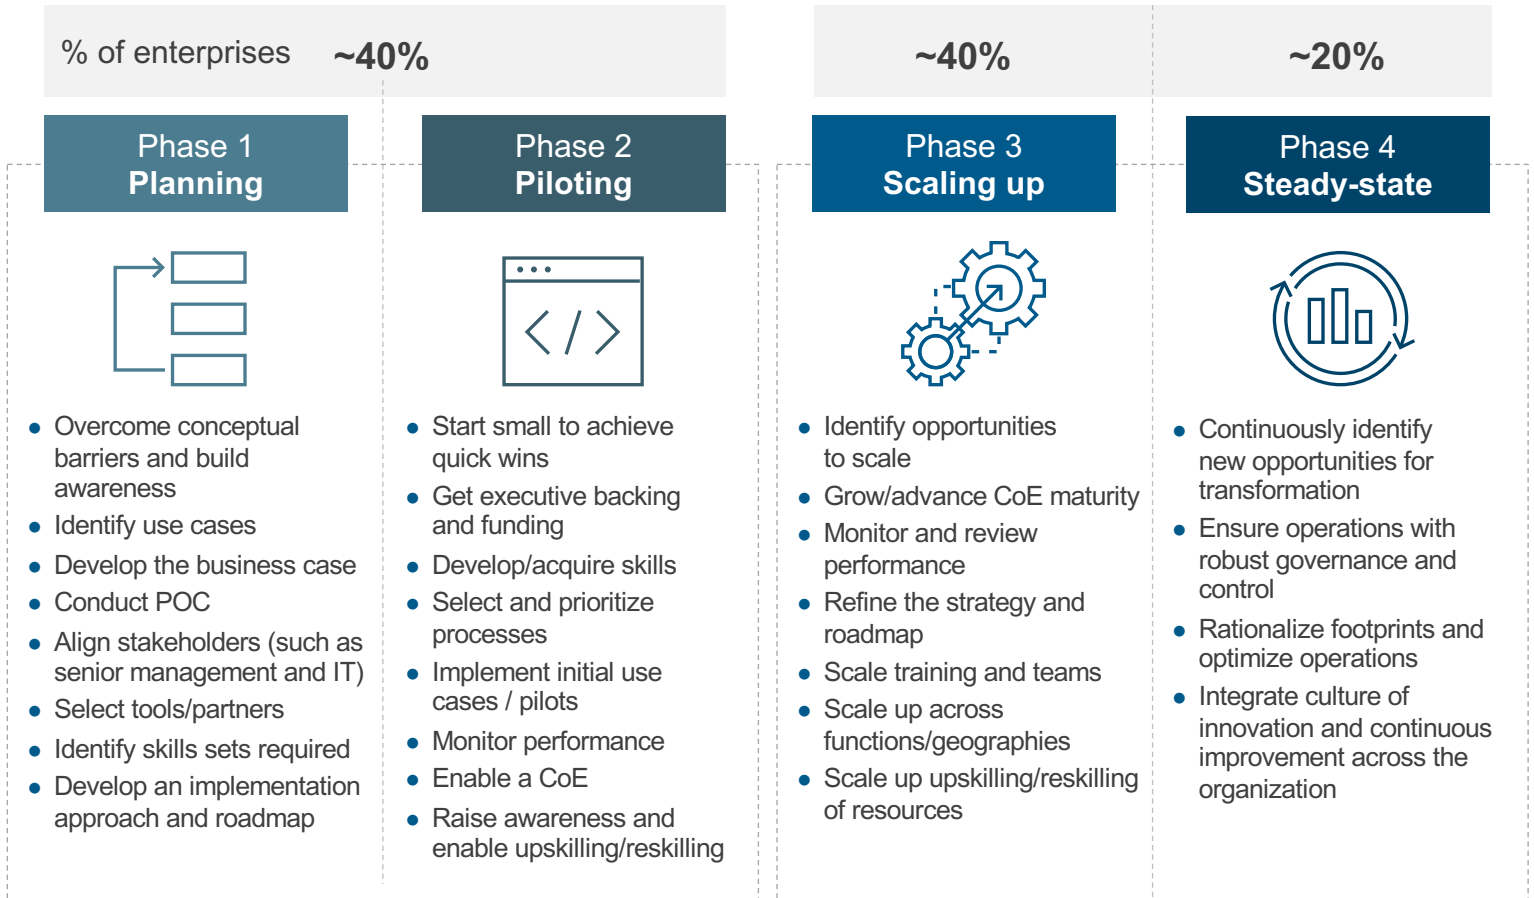 % of enterprises ~40%
~40%
~20%
Phase 1
Planning
Phase 2
Piloting
Phase 3
Scaling up
Phase 4
Steady-state
</>
Overcome conceptual
barriers and build
awareness
Identify use cases
Develop the business case
Conduct POC
Align stakeholders (such as
senior management and IT)
Select tools/partners
Identify skills sets required
Develop an implementation
approach and roadmap
Start small to achieve
quick wins
Get executive backing
and funding
Develop/acquire skills
Select and prioritize
processes
Implement initial use
cases / pilots
Monitor performance
Enable a CoE
Raise awareness and
enable upskilling/reskilling
Identify opportunities
to scale
Grow/advance CoE maturity
Monitor and review
performance
Refine the strategy and
roadmap
Scale training and teams
Scale up across
functions/geographies
Scale up upskilling/reskilling
of resources
Continuously identify
new opportunities for
transformation
Ensure operations with
robust governance and
control
Rationalize footprints and
optimize operations
Integrate culture of
innovation and continuous
improvement across the
organization